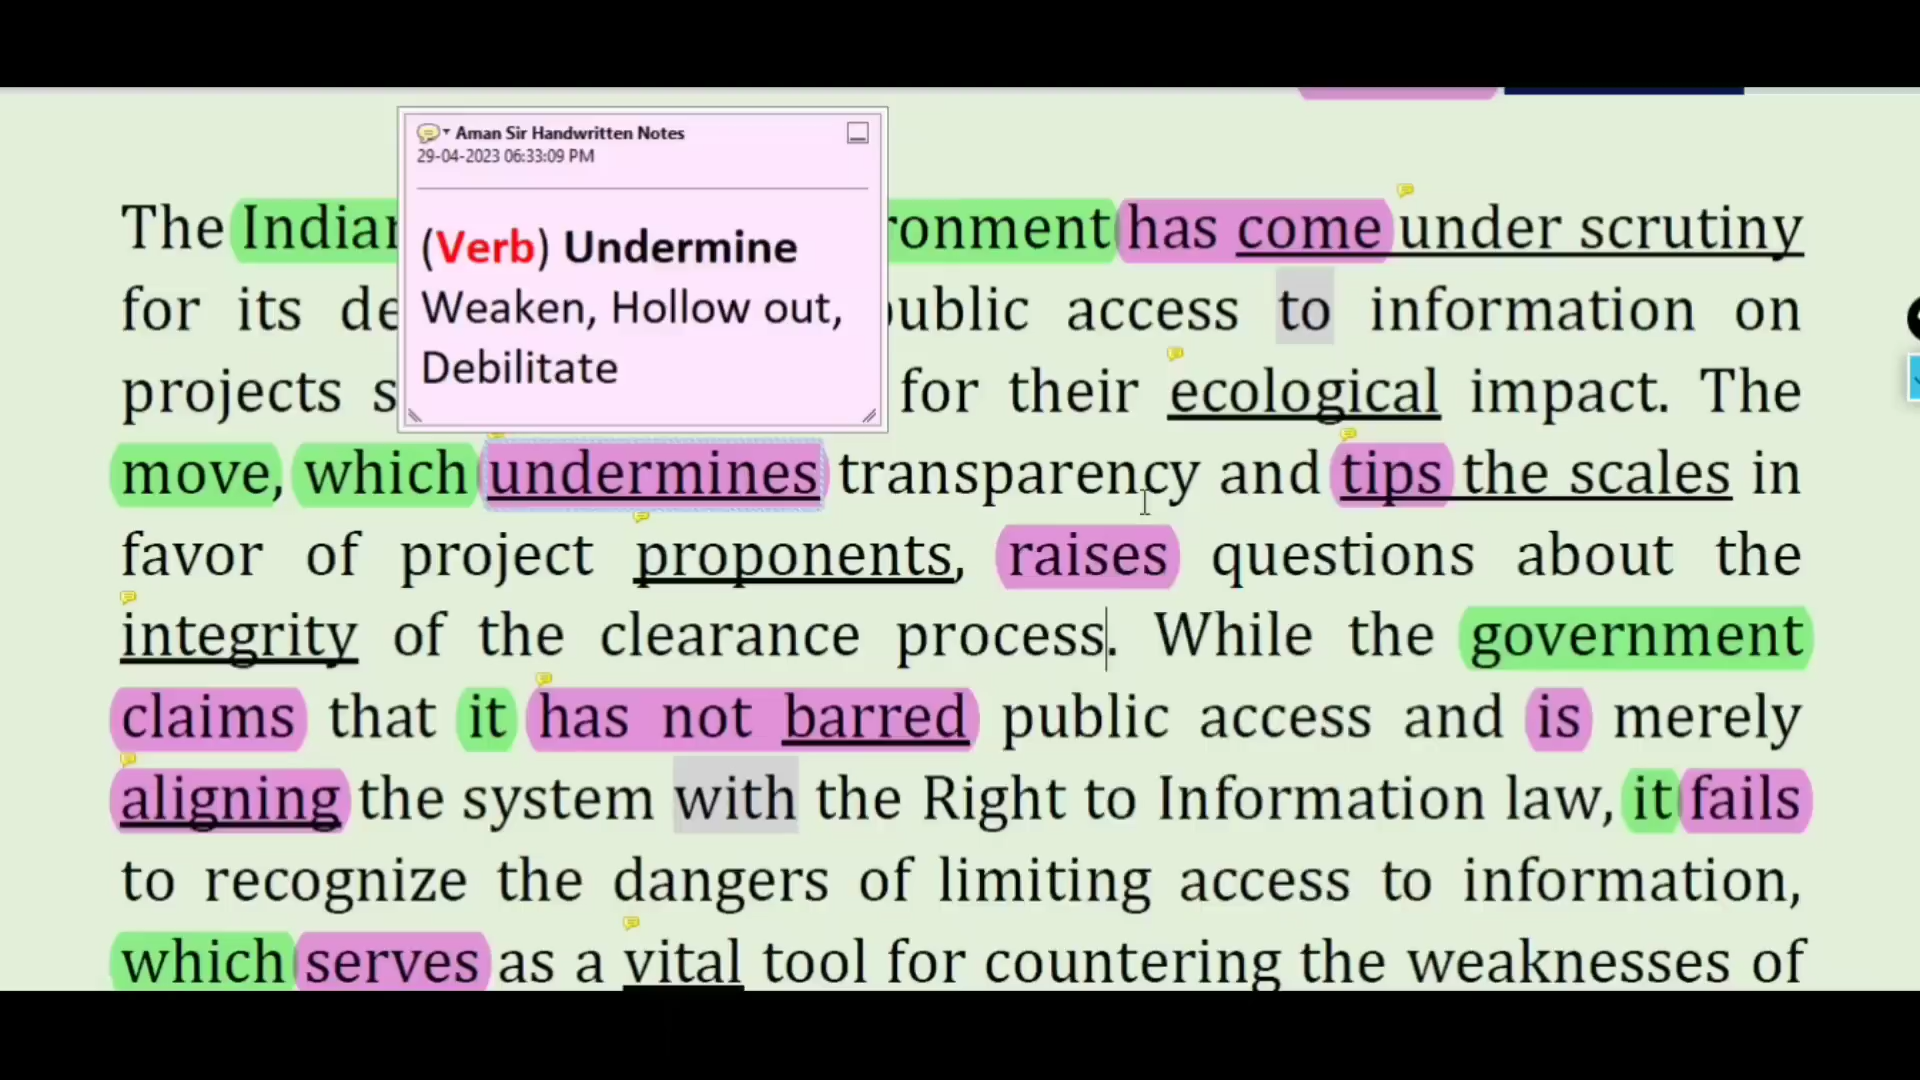 Aman Sir Handwritten Notes
29-04-2023 06:33:09 PM
(Verb) Undermine
Weaken, Hollow out,
Debilitate
The Indian ronment has come under scrutiny
for its de public access to information on
projects s for their ecological impact. The
move, which undermines transparency and tips the scales in
favor of project proponents, raises questions about the
integrity of the clearance process. While the government
claims that it has not barred public access and is merely
aligning the system with the Right to Information law, it fails
to recognize the dangers of limiting access to information,
which serves as a vital tool for countering the weaknesses of